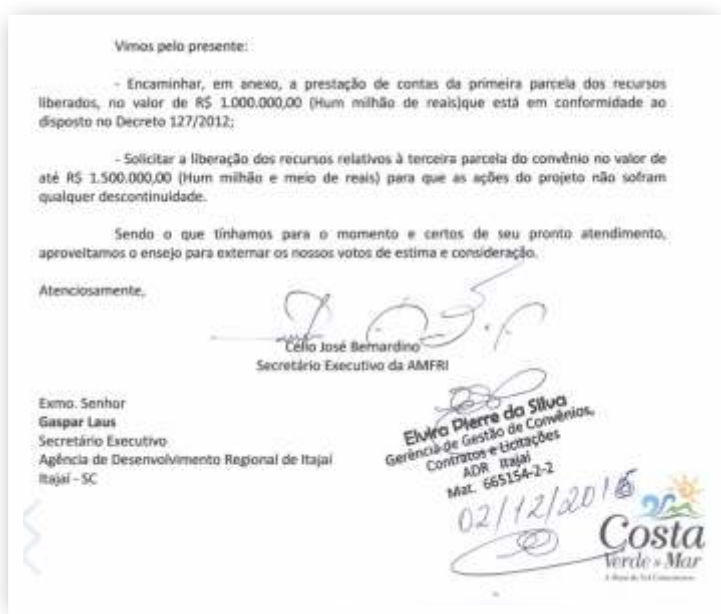 Vimos pelo presente:
- Encaminhar, em anexo, a prestação de contas da primeira parcela dos recursos
liberados, no valor de R$ 1.000.000,00 (Hum milhão de reais)que está em conformidade ao
disposto no Decreto 127/2012;
- Solicitar a liberação dos recursos relativos à terceira parcela do convênio no valor de
até R$ 1.500.000,00 (Hum milhão e meio de reais) para que as ações do projeto não sofram
qualquer descontinuidade.
Sendo o que tínhamos para o momento e certos de seu pronto atendimento,
aproveitamos o ensejo para externar os nossos votos de estima e consideração.
Atenciosamente,
Célio José Bernardino
Secretário Executivo da AMFRI
Exmo. Senhor
Gaspar Laus
Secretário Executivo
Agência de Desenvolvimento Regional de Itajaí
Itajaí - SC
Elvira Pierre da Silva
Gerência de Gestão de Convênios,
Contratos e Licitações
ADR Itajaí
Mat. 665154-2-2
02/12/2016
Costa
Verde & Mar